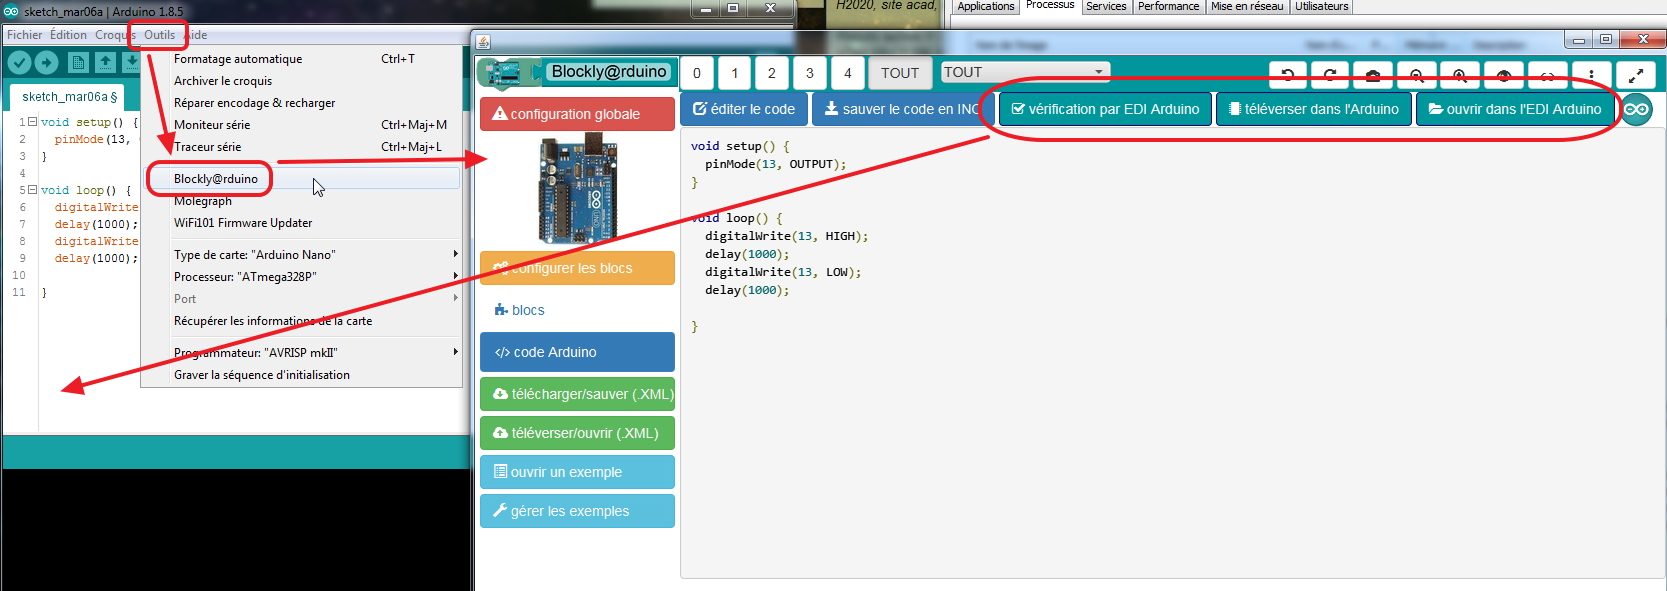 sketch_mar06a | Arduino 1.8.5
Fichier Édition Croquis Outils Aide
sketch_mar06a §
1 void setup() {
2 pinMode(13,
3 }
4
5 void loop() {
6 digitalWrite
7 delay(1000);
8 digitalWrite
9 delay(1000);
10
11 }
Formatage automatique Ctrl+T
Archiver le croquis
Réparer encodage & recharger
Moniteur série Ctrl+Maj+M
Traceur série Ctrl+Maj+L
Blockly@rduino
Molegraph
WiFi101 Firmware Updater
Type de carte: "Arduino Nano"
Processeur: "ATmega328P"
Port
Récupérer les informations de la carte
Programmateur: "AVRISP mkII"
Graver la séquence d'initialisation
H2020, site acad,
Applications Processus Services Performance Mise en réseau Utilisateurs
Blockly@rduino
0 1 2 3 4 TOUT TOUT
éditer le code sauver le code en INO vérification par EDI Arduino téléverser dans l'Arduino ouvrir dans l'EDI Arduino
configuration globale
configurer les blocs
blocs
</> code Arduino
télécharger/sauver (.XML)
téléverser/ouvrir (.XML)
ouvrir un exemple
gérer les exemples
void setup() {
pinMode(13, OUTPUT);
}
void loop() {
digitalWrite(13, HIGH);
delay(1000);
digitalWrite(13, LOW);
delay(1000);
}